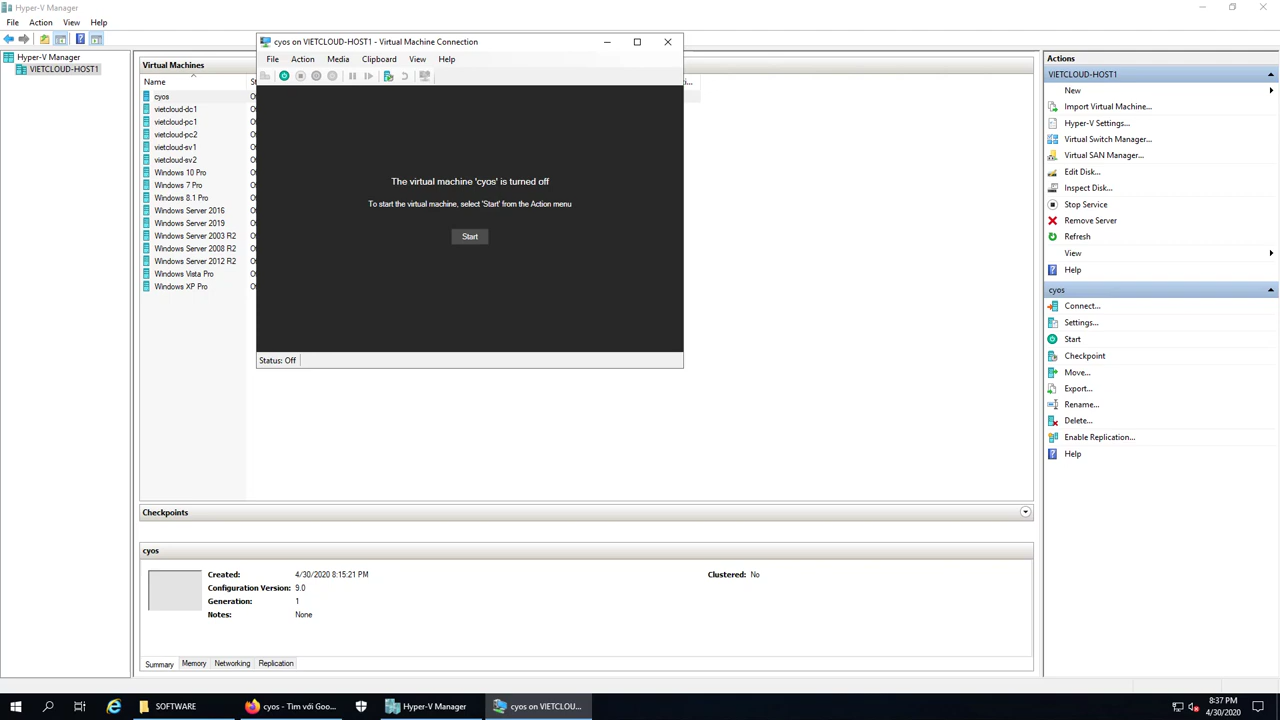 Hyper-V Manager
File Action View Help
Hyper-V Manager
VIETCLOUD-HOST1
Virtual Machines
Name
cyos
vietcloud-dc1
vietcloud-pc1
vietcloud-pc2
vietcloud-sv1
vietcloud-sv2
Windows 10 Pro
Windows 7 Pro
Windows 8.1 Pro
Windows Server 2016
Windows Server 2019
Windows Server 2003 R2
Windows Server 2008 R2
Windows Server 2012 R2
Windows Vista Pro
Windows XP Pro
cyos on VIETCLOUD-HOST1 - Virtual Machine Connection
File Action Media Clipboard View Help
The virtual machine 'cyos' is turned off
To start the virtual machine, select 'Start' from the Action menu
Start
Status: Off
Checkpoints
cyos
Created: 4/30/2020 8:15:21 PM
Configuration Version: 9.0
Generation: 1
Notes: None
Clustered: No
Summary Memory Networking Replication
Actions
VIETCLOUD-HOST1
New
Import Virtual Machine...
Hyper-V Settings...
Virtual Switch Manager...
Virtual SAN Manager...
Edit Disk...
Inspect Disk...
Stop Service
Remove Server
Refresh
View
Help
cyos
Connect...
Settings...
Start
Checkpoint
Move...
Export...
Rename...
Delete...
Enable Replication...
Help
SOFTWARE
cyos - Tìm với Goo...
Hyper-V Manager
cyos on VIETCLOU...
8:37 PM
4/30/2020